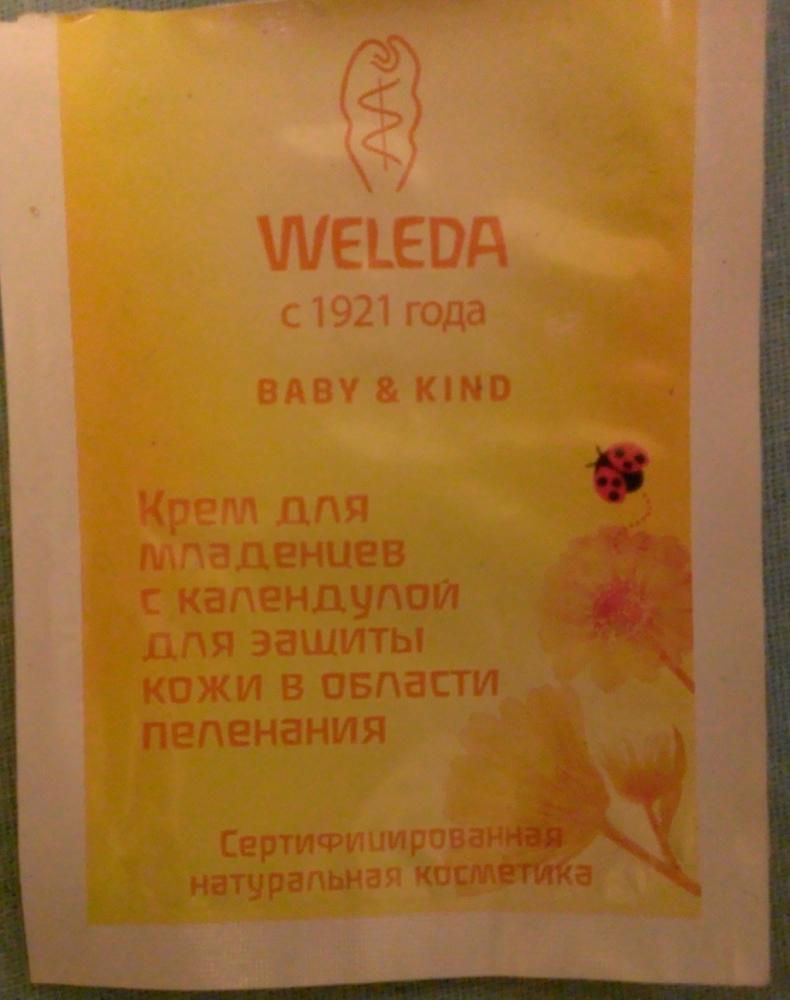 WELEDA
с 1921 года
BABY & KIND
Крем для
младенцев
с календулой
для защиты
кожи в области
пеленания
Сертифицированная
натуральная косметика